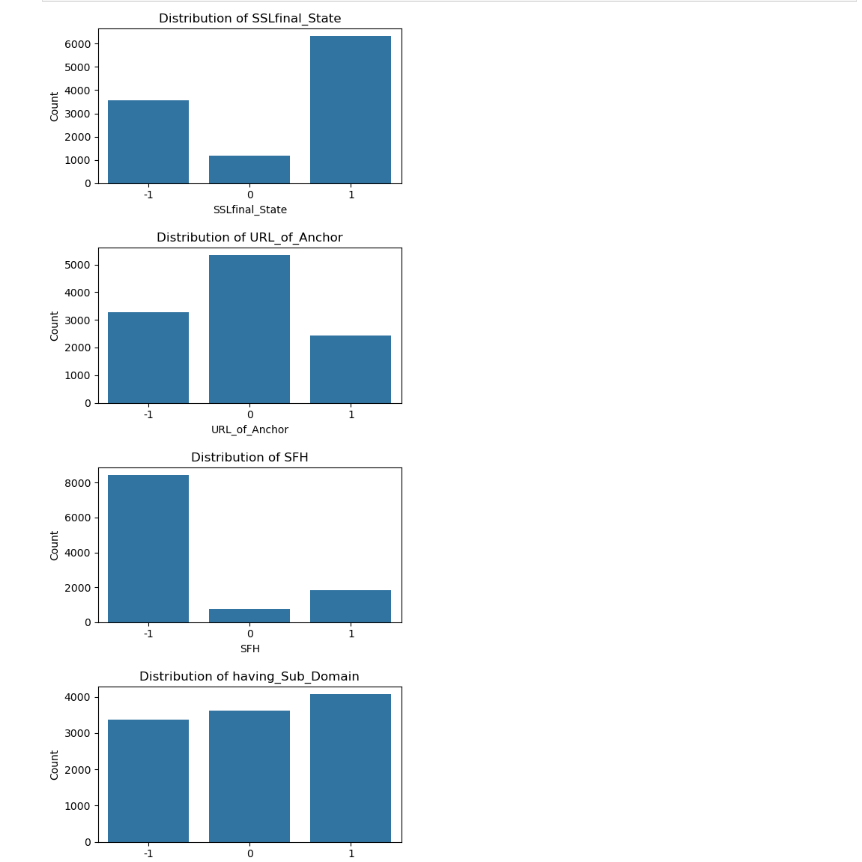 Distribution of SSLfinal_State
6000
5000
4000
3000
2000
1000
0
Count
-1 0 1
SSLfinal_State
Distribution of URL_of_Anchor
5000
4000
3000
2000
1000
0
Count
-1 0 1
URL_of_Anchor
Distribution of SFH
8000
6000
4000
2000
0
Count
-1 0 1
SFH
Distribution of having_Sub_Domain
4000
3000
2000
1000
0
Count
-1 0 1